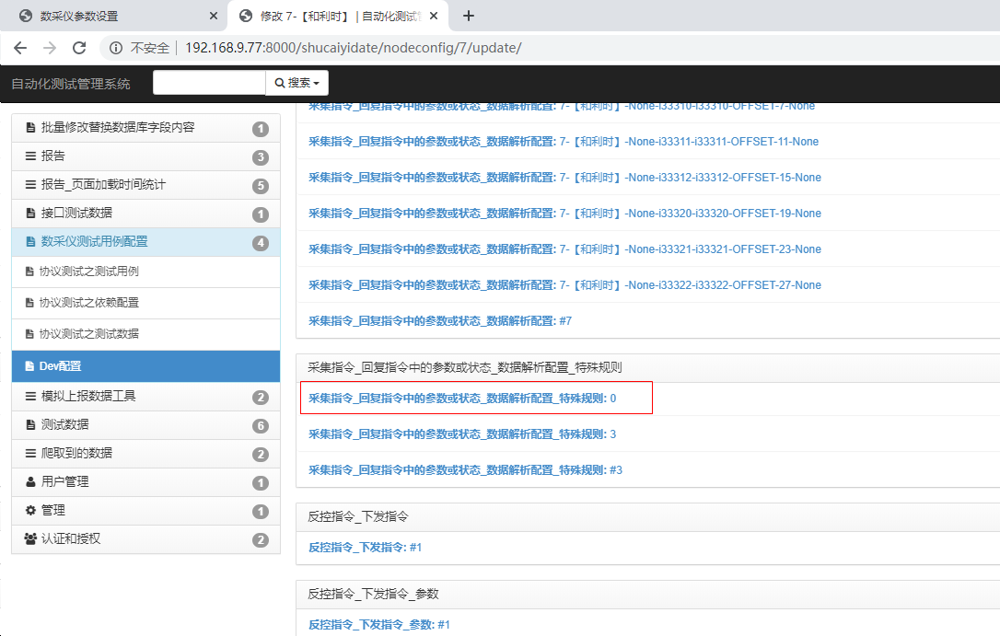 数采仪参数设置
修改 7-【和利时】 | 自动化测试管
不安全
192.168.9.77:8000/shucaiyidate/nodeconfig/7/update/
自动化测试管理系统
搜索
批量修改替换数据库字段内容 1
报告 3
报告_页面加载时间统计 5
接口测试数据 1
数采仪测试用例配置 4
协议测试之测试用例
协议测试之依赖配置
协议测试之测试数据
Dev配置
模拟上报数据工具 2
测试数据 6
爬取到的数据 2
用户管理 1
管理 1
认证和授权 2
采集指令_回复指令中的参数或状态_数据解析配置: 7-【和利时】-None-i33310-i33310-OFFSET-7-None
采集指令_回复指令中的参数或状态_数据解析配置: 7-【和利时】-None-i33311-i33311-OFFSET-11-None
采集指令_回复指令中的参数或状态_数据解析配置: 7-【和利时】-None-i33312-i33312-OFFSET-15-None
采集指令_回复指令中的参数或状态_数据解析配置: 7-【和利时】-None-i33320-i33320-OFFSET-19-None
采集指令_回复指令中的参数或状态_数据解析配置: 7-【和利时】-None-i33321-i33321-OFFSET-23-None
采集指令_回复指令中的参数或状态_数据解析配置: 7-【和利时】-None-i33322-i33322-OFFSET-27-None
采集指令_回复指令中的参数或状态_数据解析配置: #7
采集指令_回复指令中的参数或状态_数据解析配置_特殊规则
采集指令_回复指令中的参数或状态_数据解析配置_特殊规则: 0
采集指令_回复指令中的参数或状态_数据解析配置_特殊规则: 3
采集指令_回复指令中的参数或状态_数据解析配置_特殊规则: #3
反控指令_下发指令
反控指令_下发指令: #1
反控指令_下发指令_参数
反控指令_下发指令_参数: #1